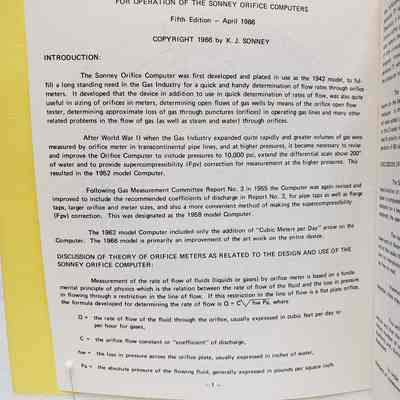 FOR OPERATION OF THE SONNEY ORIFICE COMPUTERS
Fifth Edition – April 1966
COPYRIGHT 1966 by K. J. SONNEY
INTRODUCTION:
The Sonney Orifice Computer was first developed and placed in use as the 1942 model, to ful-
fill a long standing need in the Gas Industry for a quick and handy determination of flow rates through orifice
meters. It developed that the device in addition to use in quick determination of rates of flow, was also quite
useful in sizing of orifices in meters, determining open flows of gas wells by means of the orifice open flow
tester, determining approximate loss of gas through punctures (orifices) in operating gas lines and many other
related problems in the flow of gas (as well as steam and water) through orifices.
After World War II when the Gas Industry expanded quite rapidly and greater volumes of gas were
measured by orifice meter in transcontinental pipe lines, and at higher pressures, it became necessary to revise
and improve the Orifice Computer to include pressures to 10,000 psi, extend the differential scale above 200"
of water and to provide supercompressibility (Fpv) correction for measurement at the higher pressures. This
resulted in the 1952 model Computer.
Following Gas Measurement Committee Report No. 3 in 1955 the Computer was again revised and
improved to include the recommended coefficients of discharge in Report No. 3, for pipe taps as well as flange
taps, larger orifice and meter sizes, and also a more convenient method of making the supercompressibility
(Fpv) correction. This was designated as the 1958 model Computer.
The 1963 model Computer included only the addition of "Cubic Meters per Day" arrow on the
Computer. The 1966 model is primarily an improvement of the art work on the entire device.
DISCUSSION OF THEORY OF ORIFICE METERS AS RELATED TO THE DESIGN AND USE OF THE
SONNEY ORIFICE COMPUTER:
Measurement of the rate of flow of fluids (liquids or gases) by orifice meter is based on a funda-
mental principle of physics which is the relation between the rate of flow of the fluid and the loss in pressure
in flowing through a restriction in the line of flow. If this restriction in the line of flow is a flat plate orifice,
the formula developed for determining the rate of flow is Q = C√hw Pa, where
Q = the rate of flow of the fluid through the orifice, usually expressed in cubic feet per day or
per hour for gases,
C = the orifice flow constant or "coefficient" of discharge,
hw = the loss in pressure across the orifice plate, usually expressed in inches of water,
Pa = the absolute pressure of the flowing fluid, generally expressed in pounds per square inch.
– 1 –